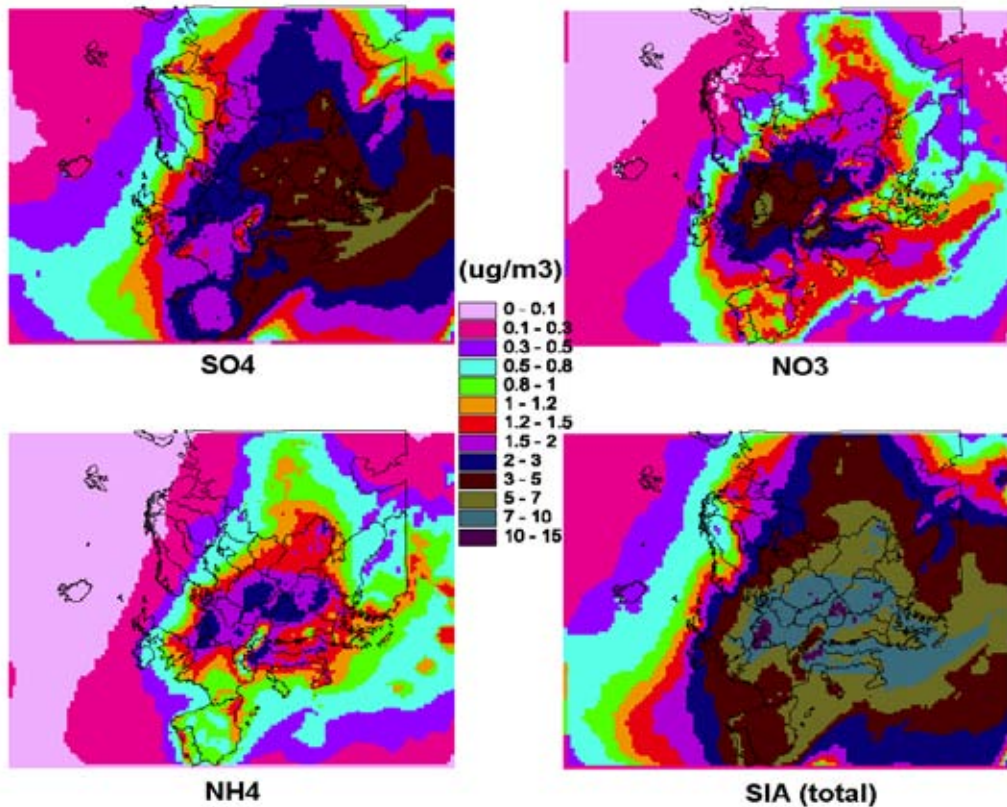 SO4
NO3
(ug/m3)
0 - 0.1
0.1 - 0.3
0.3 - 0.5
0.5 - 0.8
0.8 - 1
1 - 1.2
1.2 - 1.5
1.5 - 2
2 - 3
3 - 5
5 - 7
7 - 10
10 - 15
NH4
SIA (total)